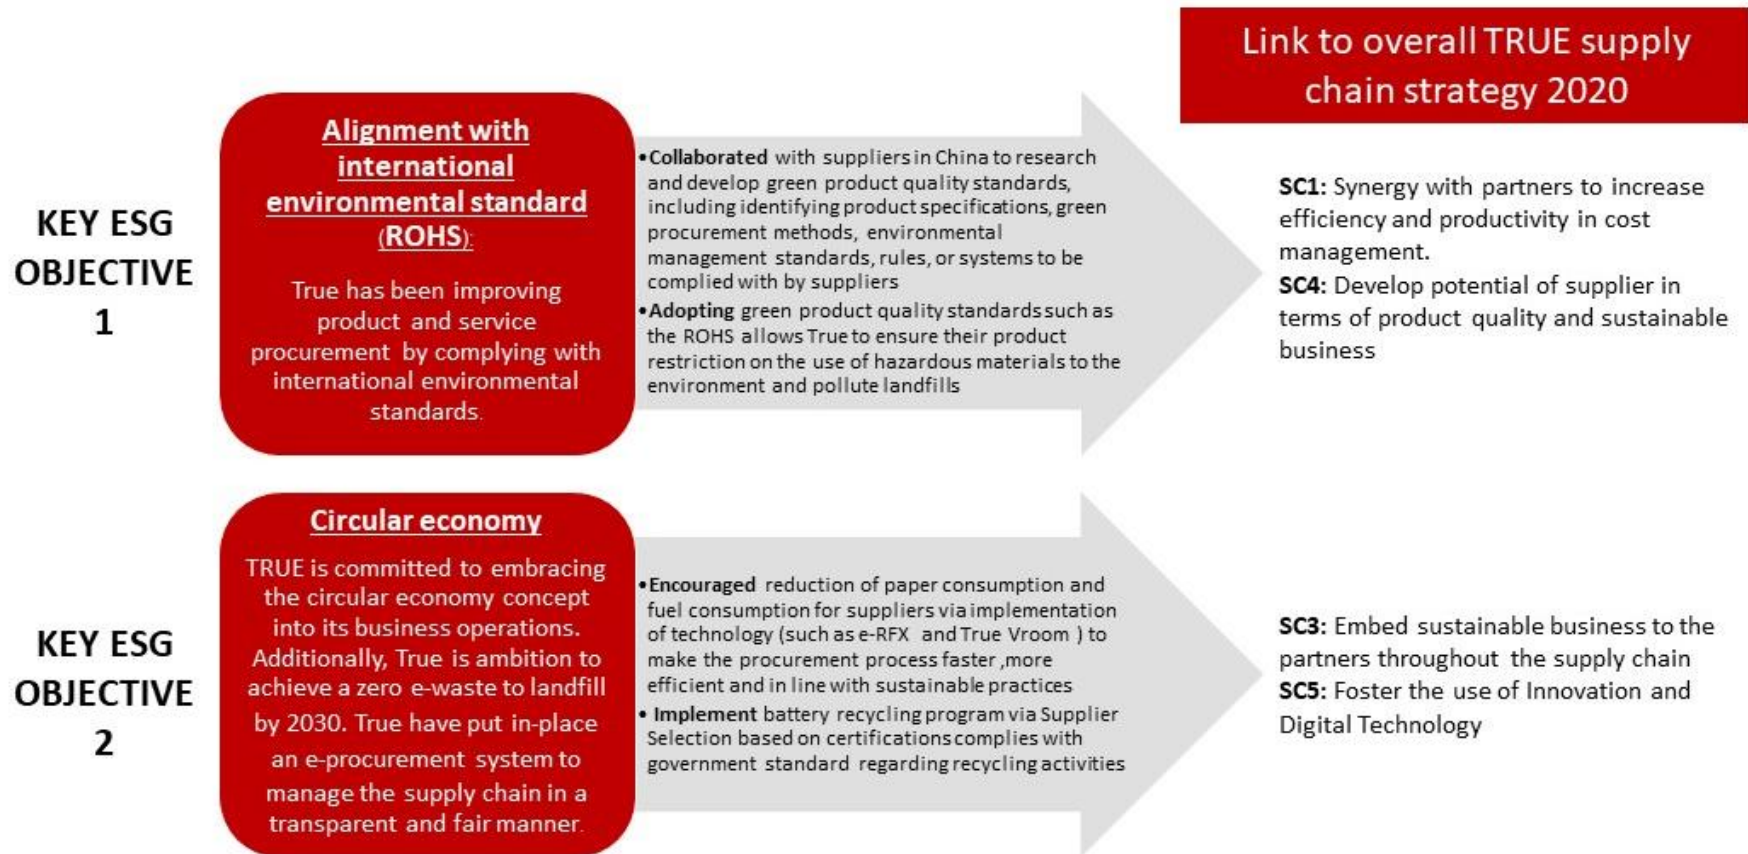 Link to overall TRUE supply
chain strategy 2020
KEY ESG
OBJECTIVE
1
Alignment with
international
environmental standard
(ROHS):
True has been improving
product and service
procurement by complying with
international environmental
standards.
•Collaborated with suppliers in China to research
and develop green product quality standards,
including identifying product specifications, green
procurement methods, environmental
management standards, rules, or systems to be
complied with by suppliers
•Adopting green product quality standards such as
the ROHS allows True to ensure their product
restriction on the use of hazardous materials to the
environment and pollute landfills
SC1: Synergy with partners to increase
efficiency and productivity in cost
management.
SC4: Develop potential of supplier in
terms of product quality and sustainable
business
KEY ESG
OBJECTIVE
2
Circular economy
TRUE is committed to embracing
the circular economy concept
into its business operations.
Additionally, True is ambition to
achieve a zero e-waste to landfill
by 2030. True have put in-place
an e-procurement system to
manage the supply chain in a
transparent and fair manner.
•Encouraged reduction of paper consumption and
fuel consumption for suppliers via implementation
of technology (such as e-RFX and True Vroom ) to
make the procurement process faster ,more
efficient and in line with sustainable practices
• Implement battery recycling program via Supplier
Selection based on certifications complies with
government standard regarding recycling activities
SC3: Embed sustainable business to the
partners throughout the supply chain
SC5: Foster the use of Innovation and
Digital Technology